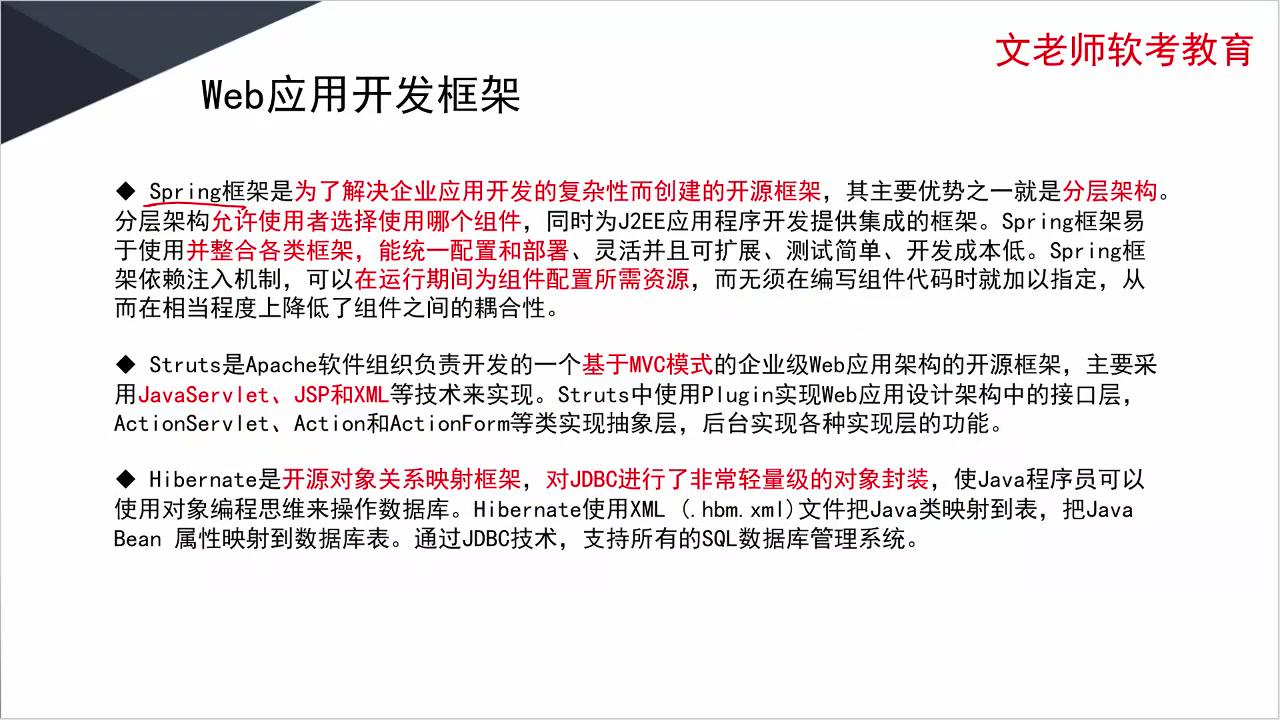 文老师软考教育
Web应用开发框架
◆ Spring框架是为了解决企业应用开发的复杂性而创建的开源框架，其主要优势之一就是分层架构。
分层架构允许使用者选择使用哪个组件，同时为J2EE应用程序开发提供集成的框架。Spring框架易
于使用并整合各类框架，能统一配置和部署、灵活并且可扩展、测试简单、开发成本低。Spring框
架依赖注入机制，可以在运行期间为组件配置所需资源，而无须在编写组件代码时就加以指定，从
而在相当程度上降低了组件之间的耦合性。
◆ Struts是Apache软件组织负责开发的一个基于MVC模式的企业级Web应用架构的开源框架，主要采
用JavaServlet、JSP和XML等技术来实现。Struts中使用Plugin实现Web应用设计架构中的接口层，
ActionServlet、Action和ActionForm等类实现抽象层，后台实现各种实现层的功能。
◆ Hibernate是开源对象关系映射框架，对JDBC进行了非常轻量级的对象封装，使Java程序员可以
使用对象编程思维来操作数据库。Hibernate使用XML (.hbm.xml)文件把Java类映射到表，把Java
Bean 属性映射到数据库表。通过JDBC技术，支持所有的SQL数据库管理系统。